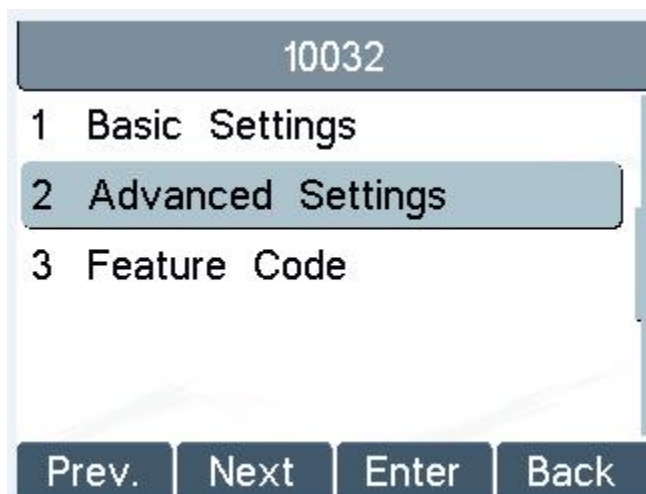 10032
1 Basic Settings
2 Advanced Settings
3 Feature Code
Prev. Next Enter Back